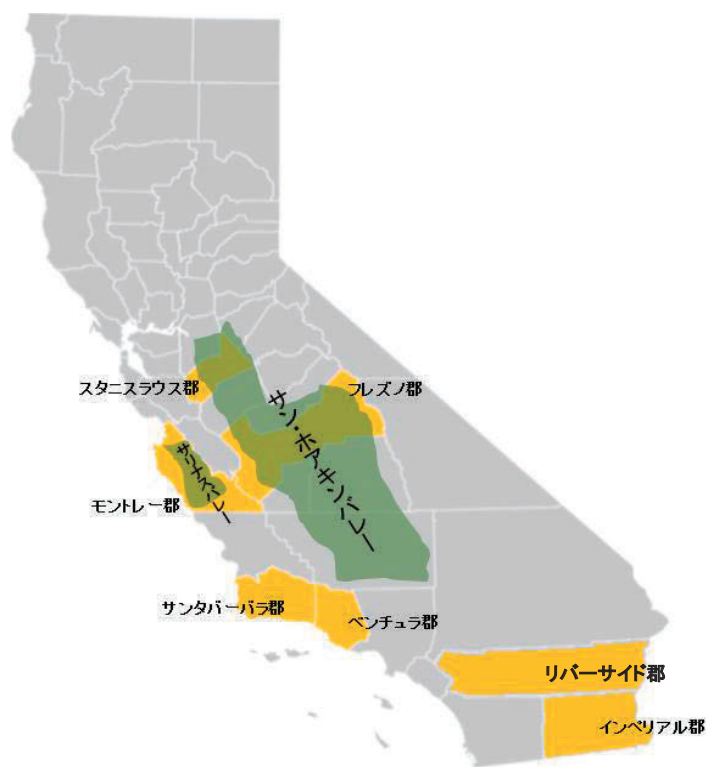 スタニスラウス郡
フレズノ郡
サン・ホアキンバレー
サリナスバレー
モントレー郡
サンタバーバラ郡
ベンチュラ郡
リバーサイド郡
インペリアル郡